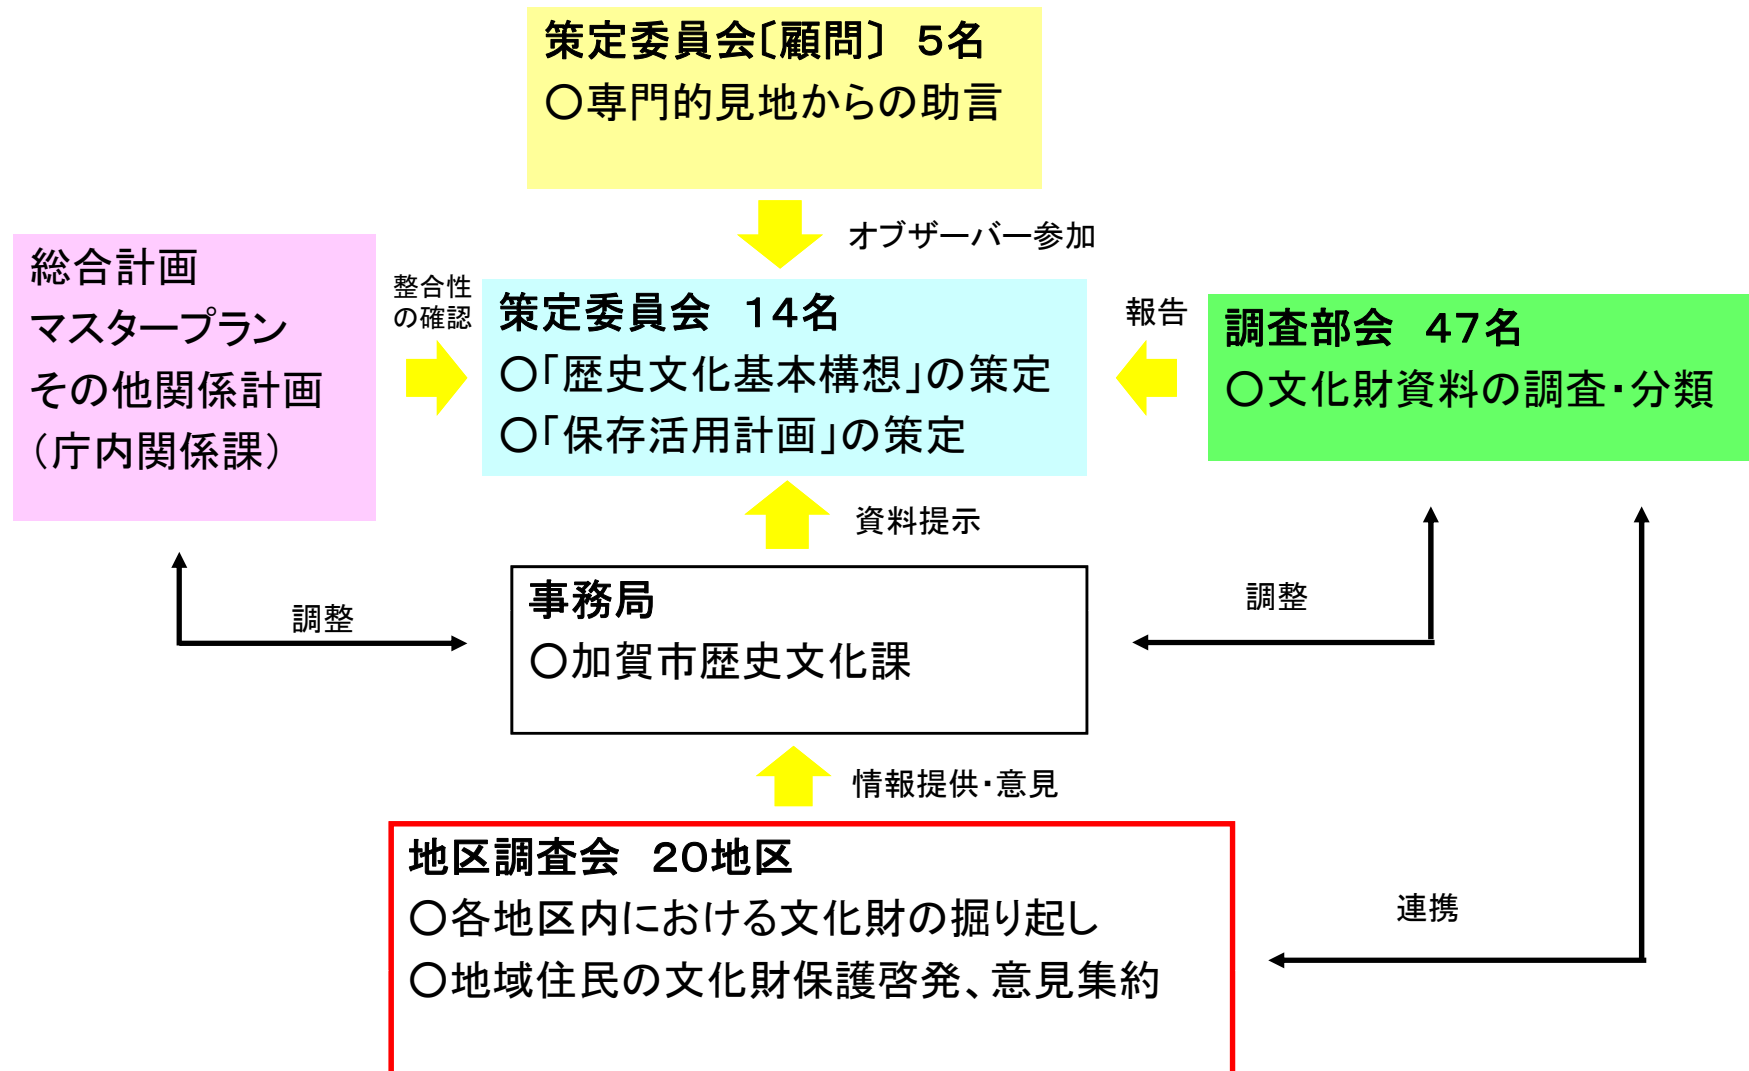 策定委員会〔顧問〕　５名
○専門的見地からの助言
オブザーバー参加
総合計画
マスタープラン
その他関係計画
（庁内関係課）
整合性
の確認
策定委員会　１４名
○「歴史文化基本構想」の策定
○「保存活用計画」の策定
報告
調査部会　４７名
○文化財資料の調査・分類
資料提示
調整
事務局
○加賀市歴史文化課
調整
情報提供・意見
地区調査会　２０地区
○各地区内における文化財の掘り起し
○地域住民の文化財保護啓発、意見集約
連携